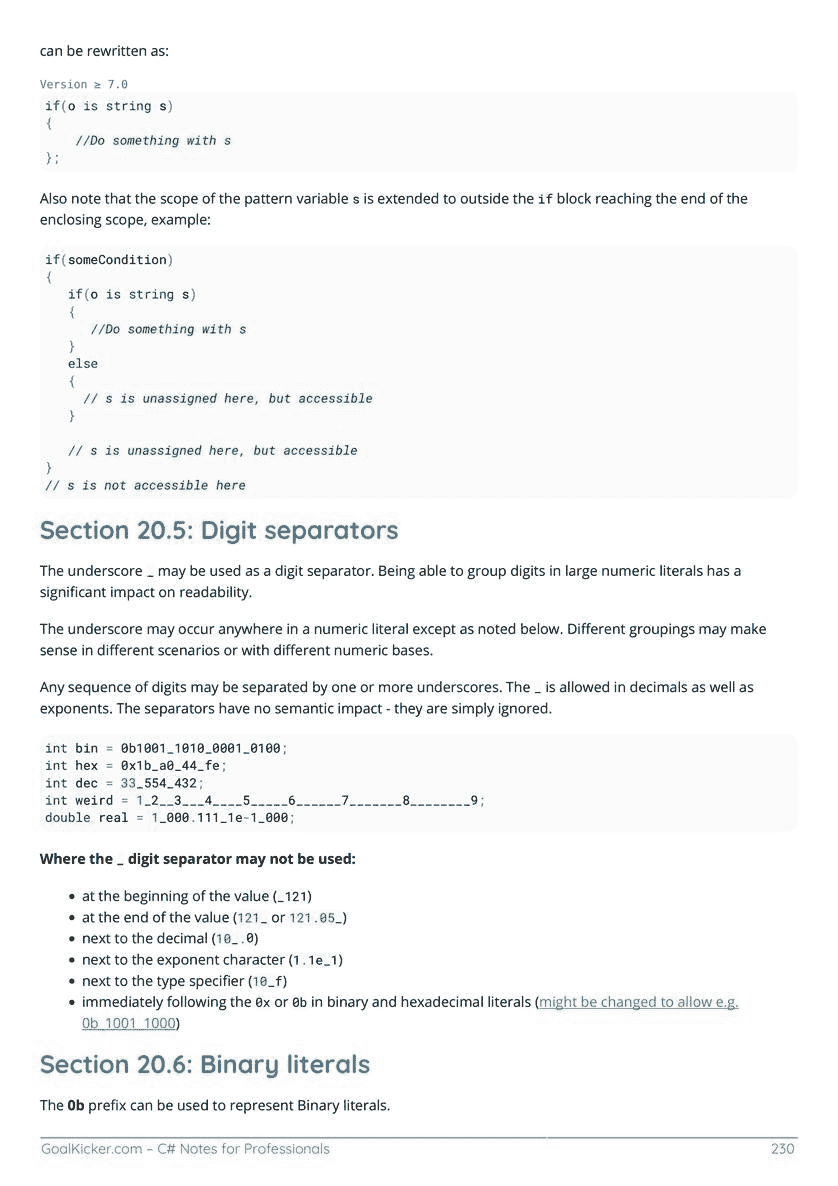 can be rewritten as:
Version ≥ 7.0
if(o is string s)
{
    //Do something with s
};
Also note that the scope of the pattern variable s is extended to outside the if block reaching the end of the
enclosing scope, example:
if(someCondition)
{
   if(o is string s)
   {
      //Do something with s
   }
   else
   {
     // s is unassigned here, but accessible
   }
   // s is unassigned here, but accessible
}
// s is not accessible here
Section 20.5: Digit separators
The underscore _ may be used as a digit separator. Being able to group digits in large numeric literals has a
significant impact on readability.
The underscore may occur anywhere in a numeric literal except as noted below. Different groupings may make
sense in different scenarios or with different numeric bases.
Any sequence of digits may be separated by one or more underscores. The _ is allowed in decimals as well as
exponents. The separators have no semantic impact - they are simply ignored.
int bin = 0b1001_1010_0001_0100;
int hex = 0x1b_a0_44_fe;
int dec = 33_554_432;
int weird = 1_2__3___4____5_____6______7_______8________9;
double real = 1_000.111_1e-1_000;
Where the _ digit separator may not be used:
• at the beginning of the value (_121)
• at the end of the value (121_ or 121.05_)
• next to the decimal (10_.0)
• next to the exponent character (1.1e_1)
• next to the type specifier (10_f)
• immediately following the 0x or 0b in binary and hexadecimal literals (might be changed to allow e.g.
0b_1001_1000)
Section 20.6: Binary literals
The 0b prefix can be used to represent Binary literals.
GoalKicker.com – C# Notes for Professionals
230